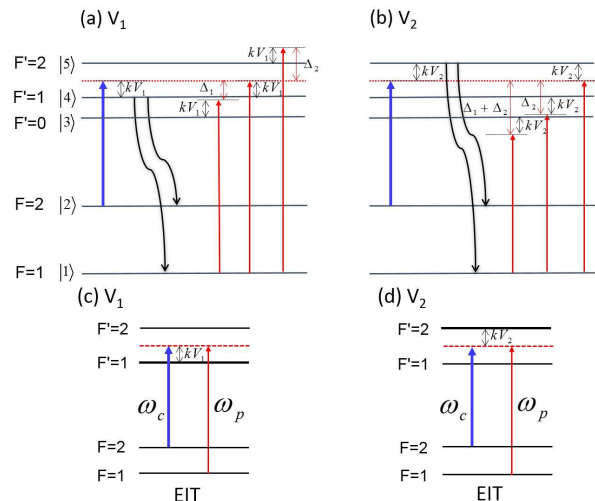 (a) V₁
F'=2 |5⟩
F'=1 |4⟩
F'=0 |3⟩
F=2 |2⟩
F=1 |1⟩
kV₁
kV₁
Δ₁
kV₁
kV₁
Δ₂
(b) V₂
kV₂
kV₂
Δ₁ + Δ₂
Δ₂
kV₂
kV₂
(c) V₁
F'=2
F'=1
kV₁
ω_c
ω_p
F=2
F=1
EIT
(d) V₂
F'=2
kV₂
F'=1
ω_c
ω_p
F=2
F=1
EIT